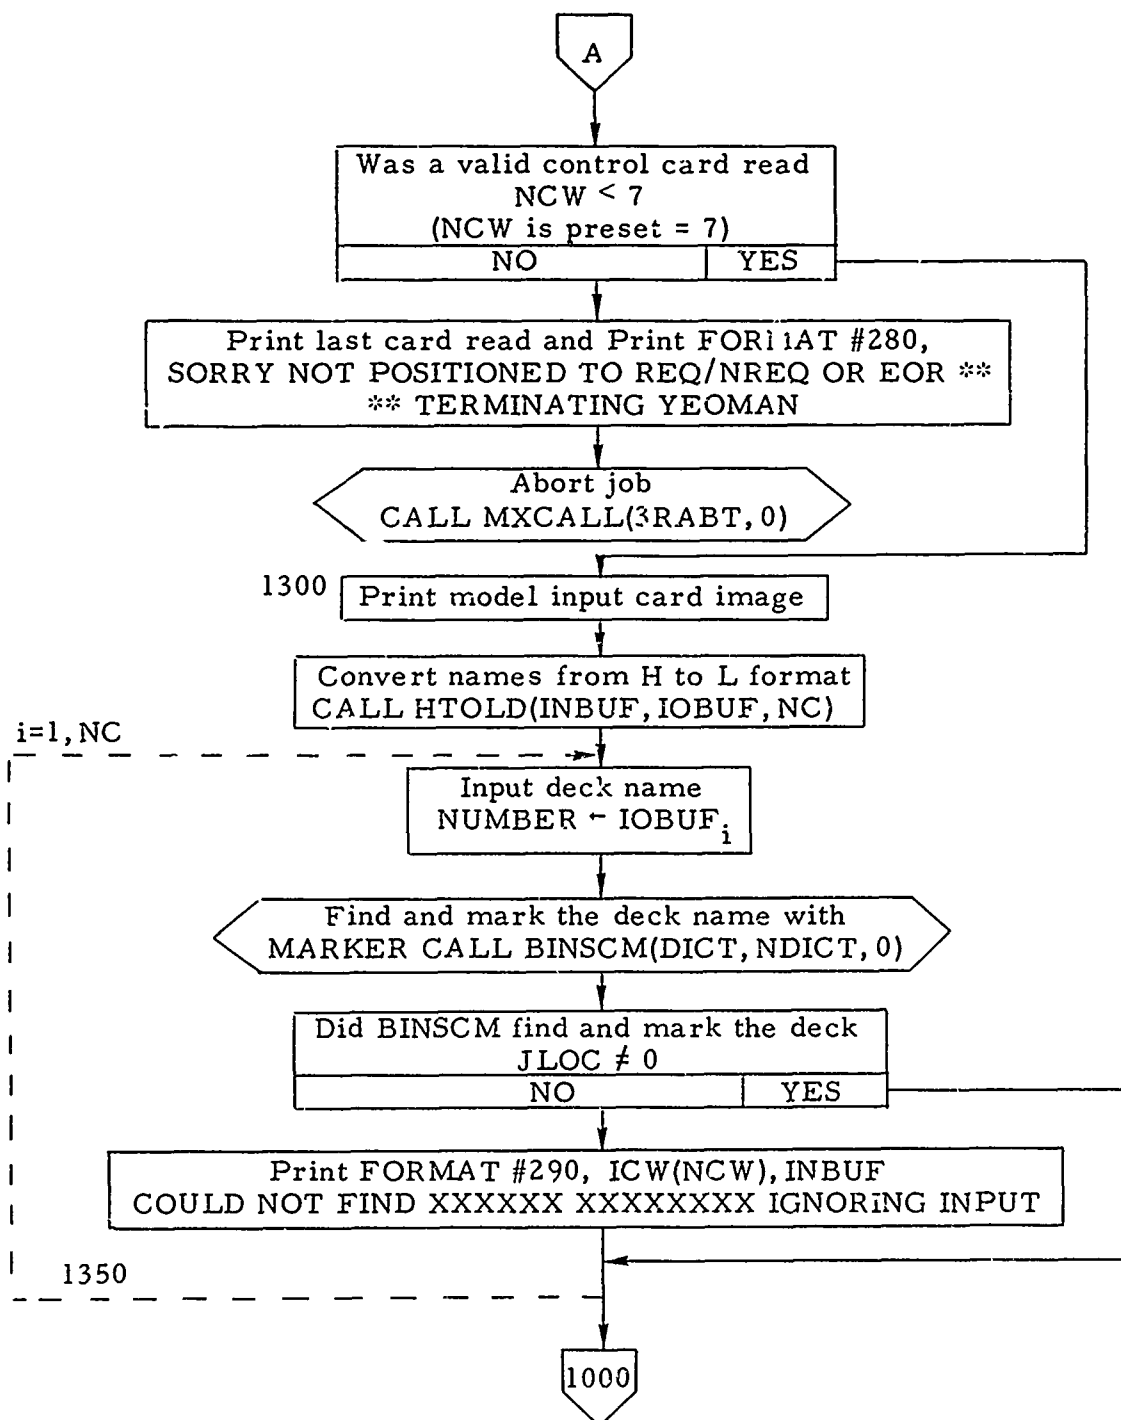 A
Was a valid control card read
NCW < 7
(NCW is preset = 7)
NO YES
Print last card read and Print FORMAT #280,
SORRY NOT POSITIONED TO REQ/NREQ OR EOR **
** TERMINATING YEOMAN
Abort job
CALL MXCALL(3RABT, 0)
1300 Print model input card image
Convert names from H to L format
CALL HTOLD(INBUF, IOBUF, NC)
i=1, NC
Input deck name
NUMBER ← IOBUFi
Find and mark the deck name with
MARKER CALL BINSCM(DICT, NDICT, 0)
Did BINSCM find and mark the deck
JLOC ≠ 0
NO YES
Print FORMAT #290, ICW(NCW), INBUF
COULD NOT FIND XXXXXX XXXXXXXX IGNORING INPUT
1350
1000